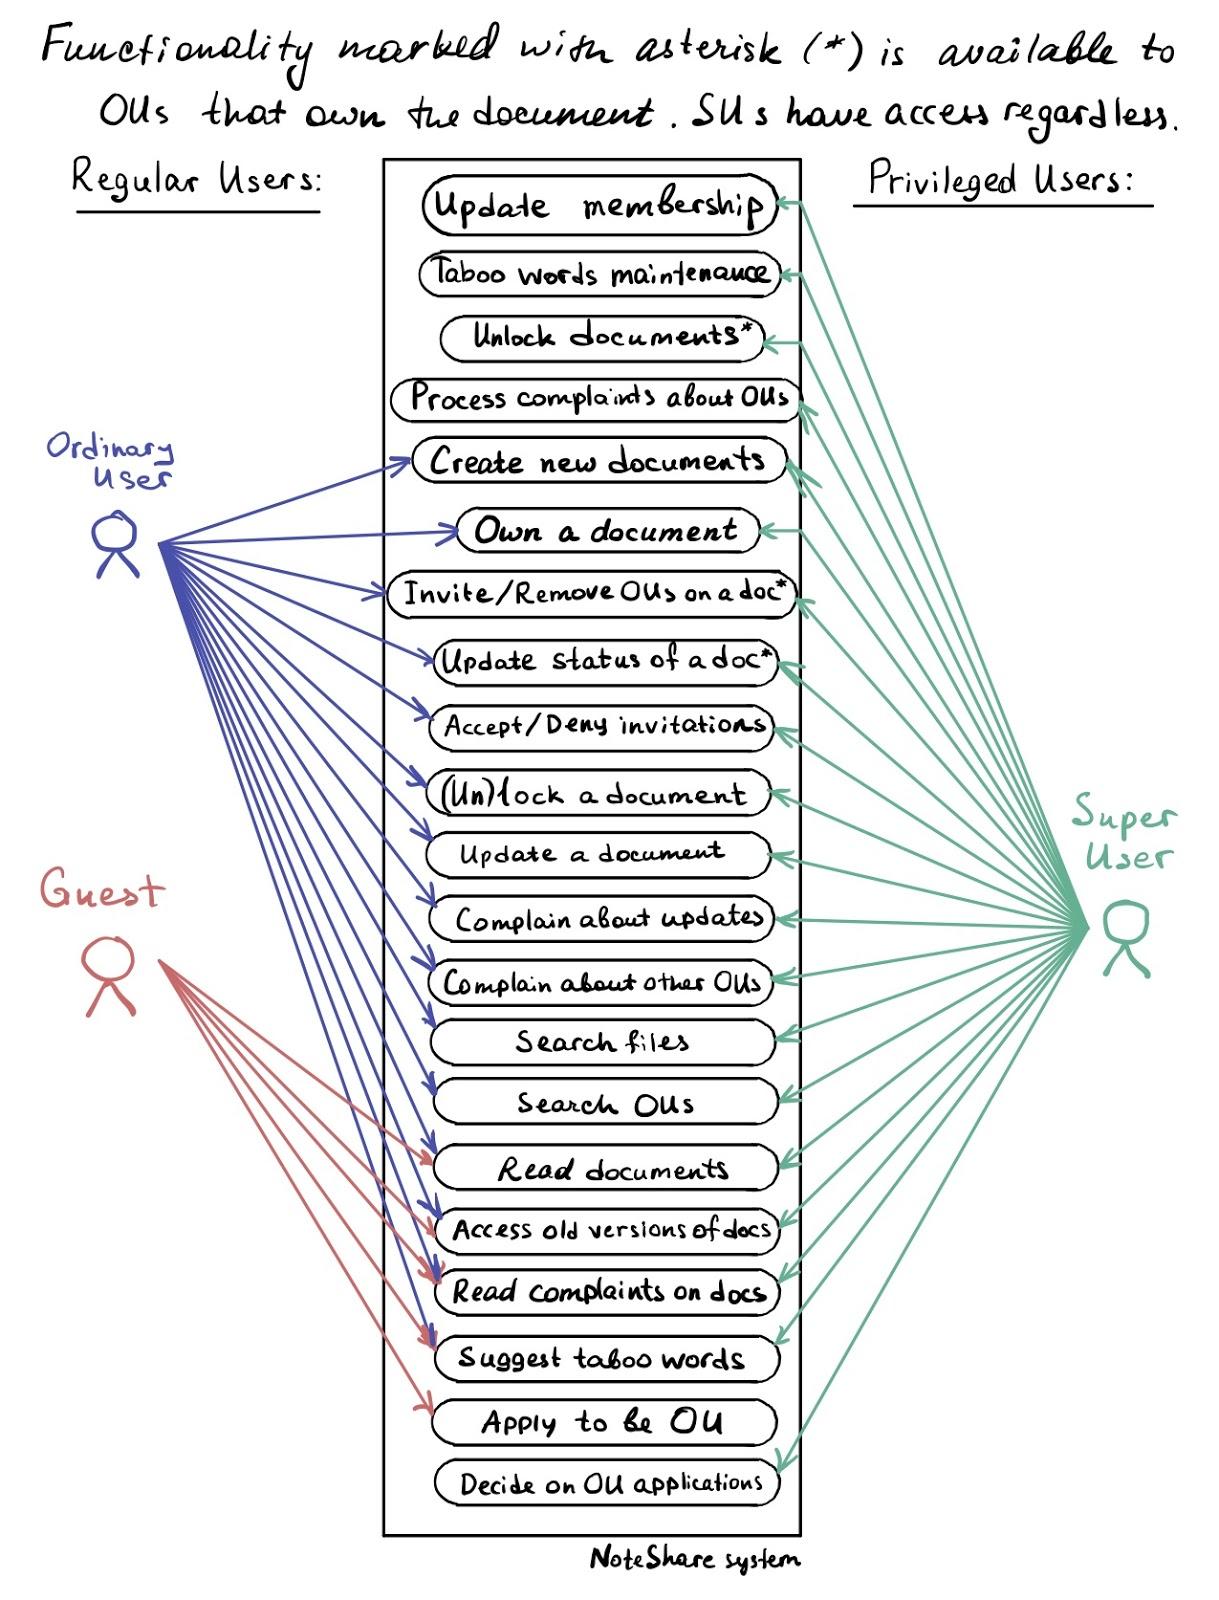 Functionality marked with asterisk (*) is available to
OUs that own the document. SUs have access regardless.
Regular Users:
Privileged Users:
Update membership
Taboo words maintenance
Unlock documents*
Process complaints about OUs
Ordinary
User
Create new documents
Own a document
Invite/Remove OUs on a doc*
Update status of a doc*
Accept/Deny invitations
(Un)lock a document
Super
User
Update a document
Guest
Complain about updates
Complain about other OUs
Search files
Search OUs
Read documents
Access old versions of docs
Read complaints on docs
Suggest taboo words
Apply to be OU
Decide on OU applications
NoteShare system